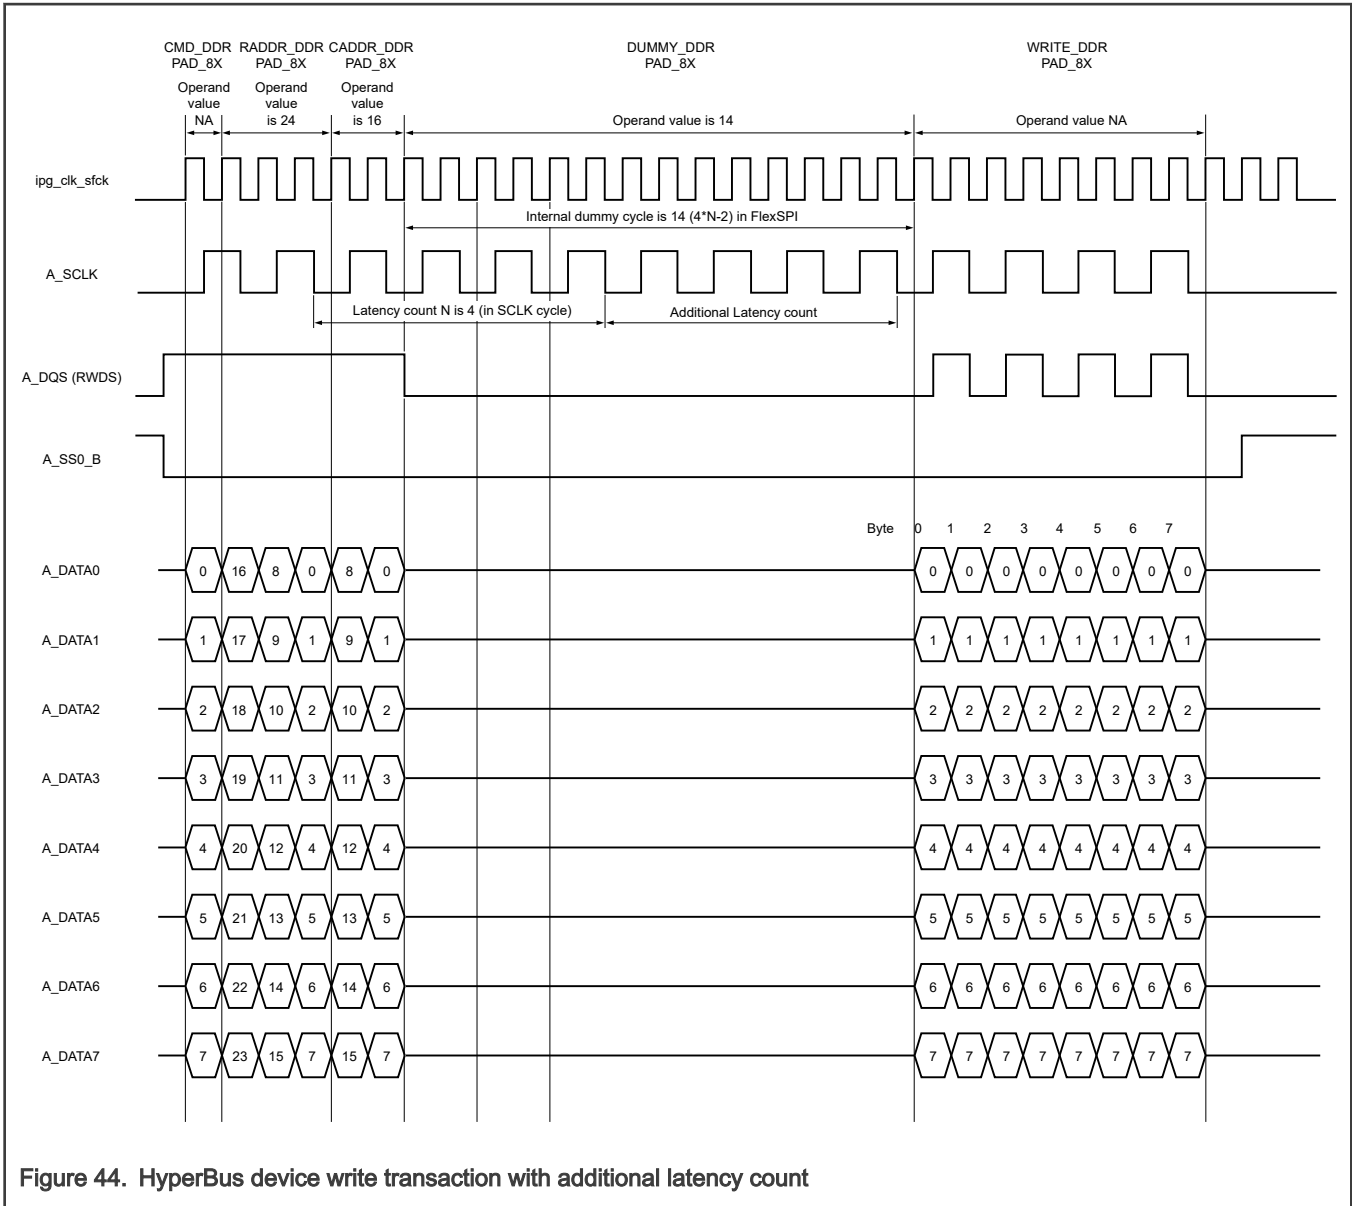 CMD_DDR RADDR_DDR CADDR_DDR DUMMY_DDR WRITE_DDR
PAD_8X PAD_8X PAD_8X PAD_8X PAD_8X
Operand Operand Operand
value value value
NA is 24 is 16 Operand value is 14 Operand value NA
ipg_clk_sfck
Internal dummy cycle is 14 (4*N-2) in FlexSPI
A_SCLK
Latency count N is 4 (in SCLK cycle) Additional Latency count
A_DQS (RWDS)
A_SS0_B
Byte 0 1 2 3 4 5 6 7
A_DATA0 0 16 8 0 8 0 0 0 0 0 0 0 0 0
A_DATA1 1 17 9 1 9 1 1 1 1 1 1 1 1 1
A_DATA2 2 18 10 2 10 2 2 2 2 2 2 2 2 2
A_DATA3 3 19 11 3 11 3 3 3 3 3 3 3 3 3
A_DATA4 4 20 12 4 12 4 4 4 4 4 4 4 4 4
A_DATA5 5 21 13 5 13 5 5 5 5 5 5 5 5 5
A_DATA6 6 22 14 6 14 6 6 6 6 6 6 6 6 6
A_DATA7 7 23 15 7 15 7 7 7 7 7 7 7 7 7
Figure 44. HyperBus device write transaction with additional latency count